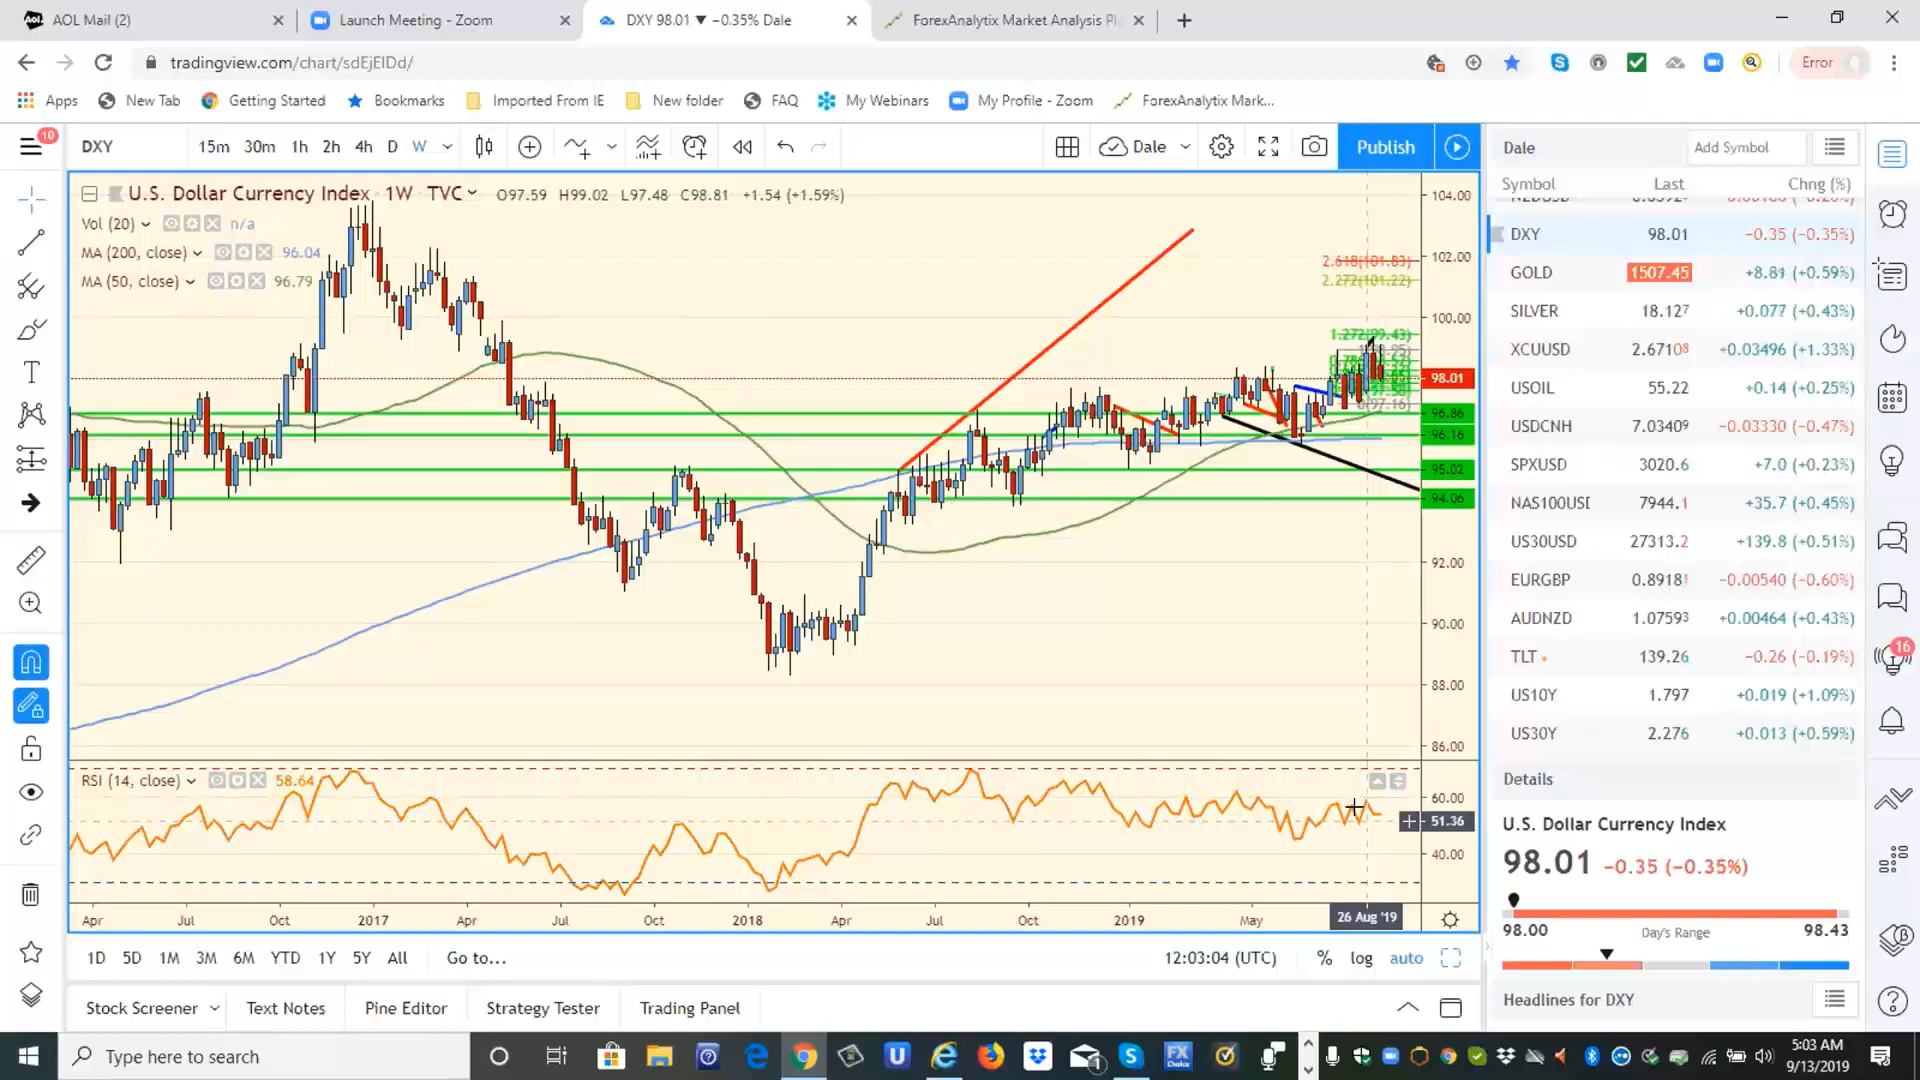 AOL Mail (2)
Launch Meeting - Zoom
DXY 98.01 ▼ −0.35% Dale
ForexAnalytix Market Analysis Pl
tradingview.com/chart/sdEjEIDd/
Error
Apps
New Tab
Getting Started
Bookmarks
Imported From IE
New folder
FAQ
My Webinars
My Profile - Zoom
ForexAnalytix Mark...
10
DXY
15m 30m 1h 2h 4h D W
Dale
Publish
Dale
Add Symbol
U.S. Dollar Currency Index 1W TVC
O97.59 H99.02 L97.48 C98.81 +1.54 (+1.59%)
Vol (20)
n/a
MA (200, close)
96.04
MA (50, close)
96.79
2.618(101.83)
2.272(101.22)
1.272(99.43)
0(97.16)
104.00
102.00
100.00
98.01
96.86
96.16
95.02
94.06
92.00
90.00
88.00
86.00
RSI (14, close)
58.64
60.00
51.36
40.00
Apr Jul Oct 2017 Apr Jul Oct 2018 Apr Jul Oct 2019 May 26 Aug '19
1D 5D 1M 3M 6M YTD 1Y 5Y All
Go to...
12:03:04 (UTC)
% log auto
Stock Screener
Text Notes
Pine Editor
Strategy Tester
Trading Panel
Symbol Last Chng (%)
DXY 98.01 −0.35 (−0.35%)
GOLD 1507.45 +8.81 (+0.59%)
SILVER 18.127 +0.077 (+0.43%)
XCUUSD 2.67108 +0.03496 (+1.33%)
USOIL 55.22 +0.14 (+0.25%)
USDCNH 7.03409 −0.03330 (−0.47%)
SPXUSD 3020.6 +7.0 (+0.23%)
NAS100USD 7944.1 +35.7 (+0.45%)
US30USD 27313.2 +139.8 (+0.51%)
EURGBP 0.8918 −0.00540 (−0.60%)
AUDNZD 1.07593 +0.00464 (+0.43%)
TLT 139.26 −0.26 (−0.19%)
US10Y 1.797 +0.019 (+1.09%)
US30Y 2.276 +0.013 (+0.59%)
16
Details
U.S. Dollar Currency Index
98.01 −0.35 (−0.35%)
98.00 Day's Range 98.43
Headlines for DXY
Type here to search
FX Choice
5:03 AM
9/13/2019